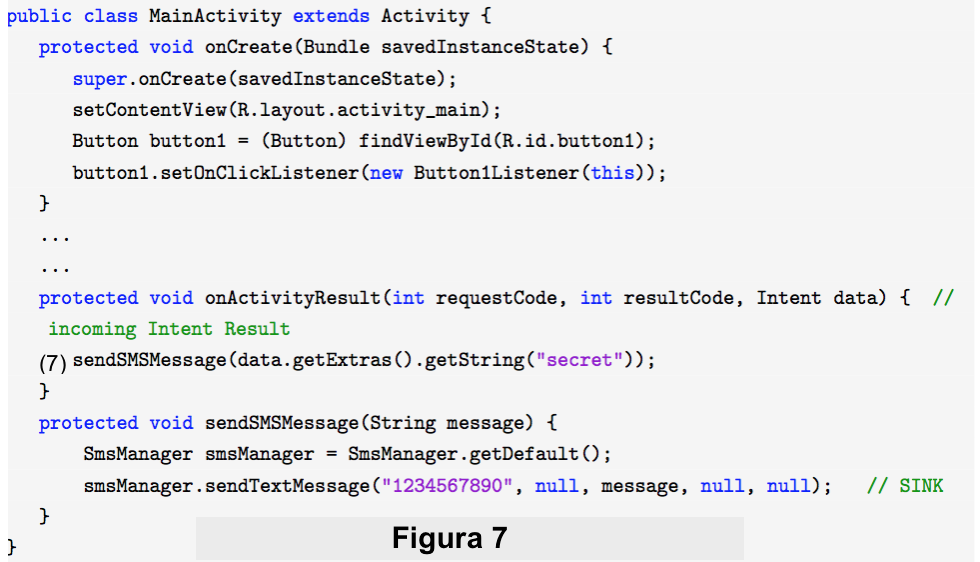 public class MainActivity extends Activity {
protected void onCreate(Bundle savedInstanceState) {
super.onCreate(savedInstanceState);
setContentView(R.layout.activity_main);
Button button1 = (Button) findViewById(R.id.button1);
button1.setOnClickListener(new Button1Listener(this));
}
...
...
protected void onActivityResult(int requestCode, int resultCode, Intent data) { //
incoming Intent Result
(7) sendSMSMessage(data.getExtras().getString("secret"));
}
protected void sendSMSMessage(String message) {
SmsManager smsManager = SmsManager.getDefault();
smsManager.sendTextMessage("1234567890", null, message, null, null); // SINK
}
}
Figura 7